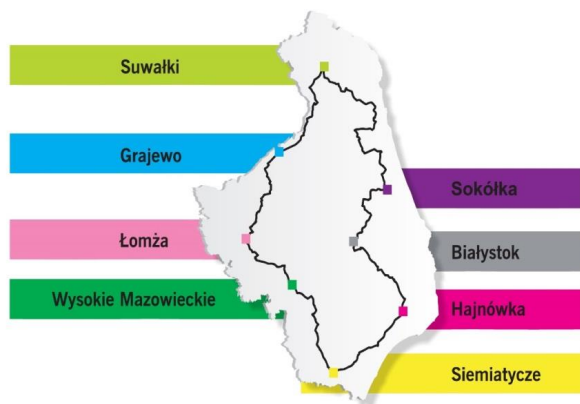 Suwałki
Grajewo
Sokółka
Łomża
Białystok
Wysokie Mazowieckie
Hajnówka
Siemiatycze